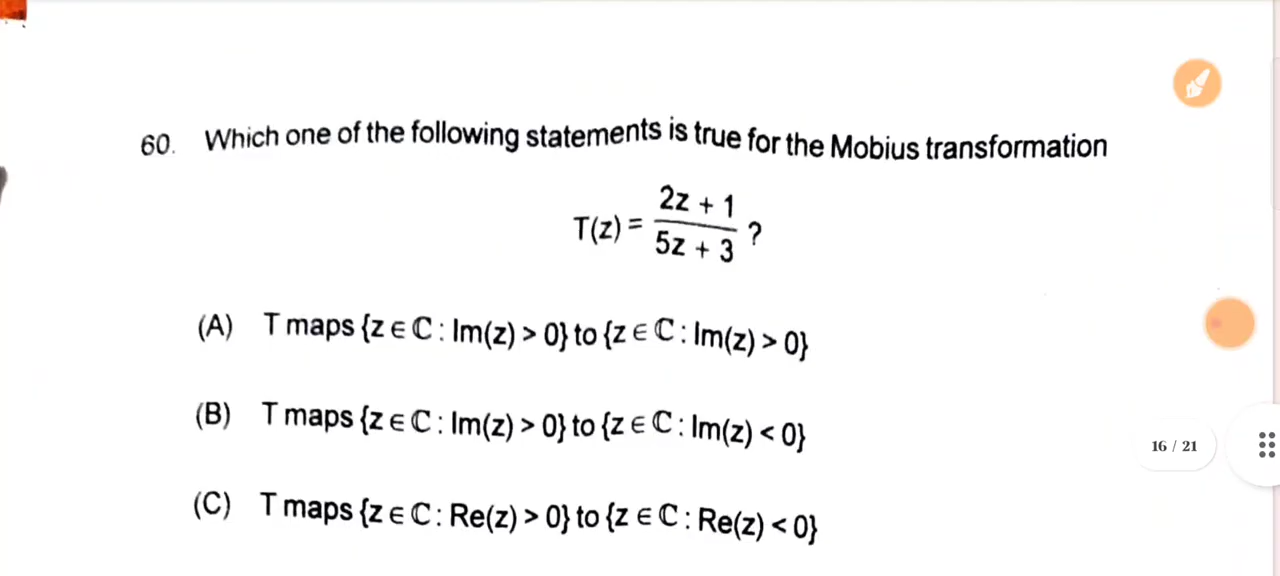 60. Which one of the following statements is true for the Mobius transformation
T(z) = \frac{2z + 1}{5z + 3} ?
(A) T maps {z ∈ ℂ : Im(z) > 0} to {z ∈ ℂ : Im(z) > 0}
(B) T maps {z ∈ ℂ : Im(z) > 0} to {z ∈ ℂ : Im(z) < 0}
16 / 21
(C) T maps {z ∈ ℂ : Re(z) > 0} to {z ∈ ℂ : Re(z) < 0}